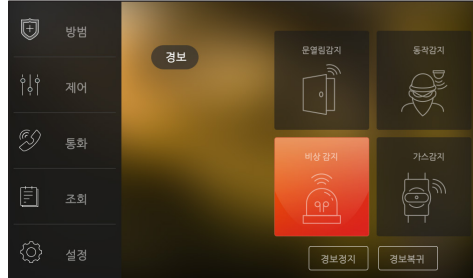 방범
제어
통화
조회
설정
경보
문열림감지
동작감지
비상 감지
가스감지
경보정지
경보복귀